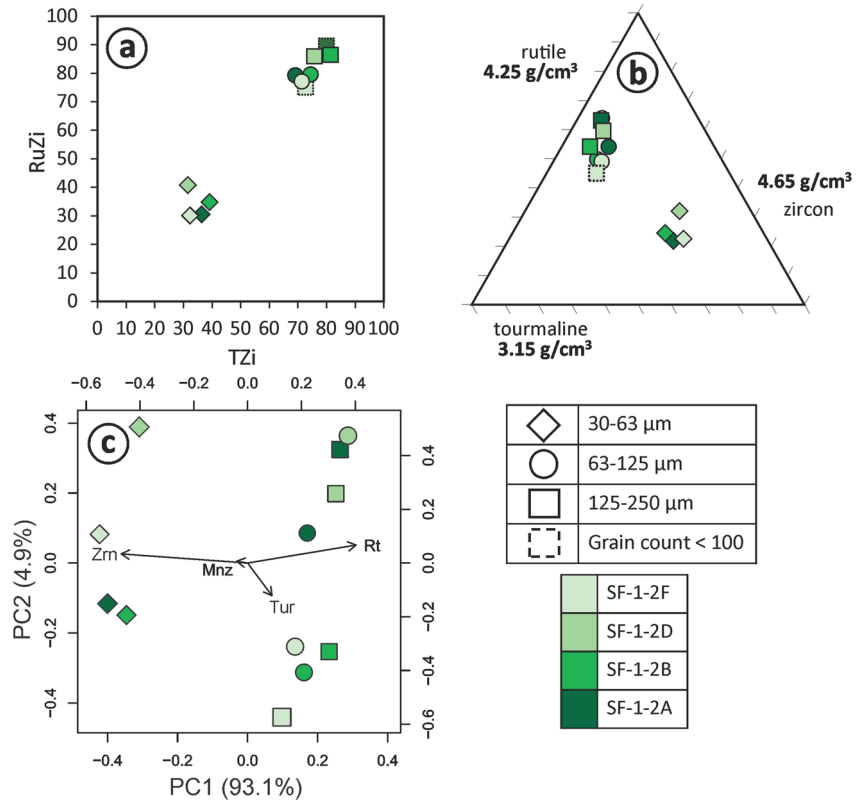 100
90
80
70
60
50
40
30
20
10
0
RuZi
a
0 10 20 30 40 50 60 70 80 90 100
TZi
b
rutile
4.25 g/cm³
4.65 g/cm³
zircon
tourmaline
3.15 g/cm³
−0.6 −0.4 −0.2 0.0 0.2 0.4
c
0.4
0.2
0.0
−0.2
−0.4
PC2 (4.9%)
0.4
0.2
0.0
−0.2
−0.4
−0.6
Zrn
Mnz
Rt
Tur
−0.4 −0.2 0.0 0.2 0.4
PC1 (93.1%)
30-63 µm
63-125 µm
125-250 µm
Grain count < 100
SF-1-2F
SF-1-2D
SF-1-2B
SF-1-2A